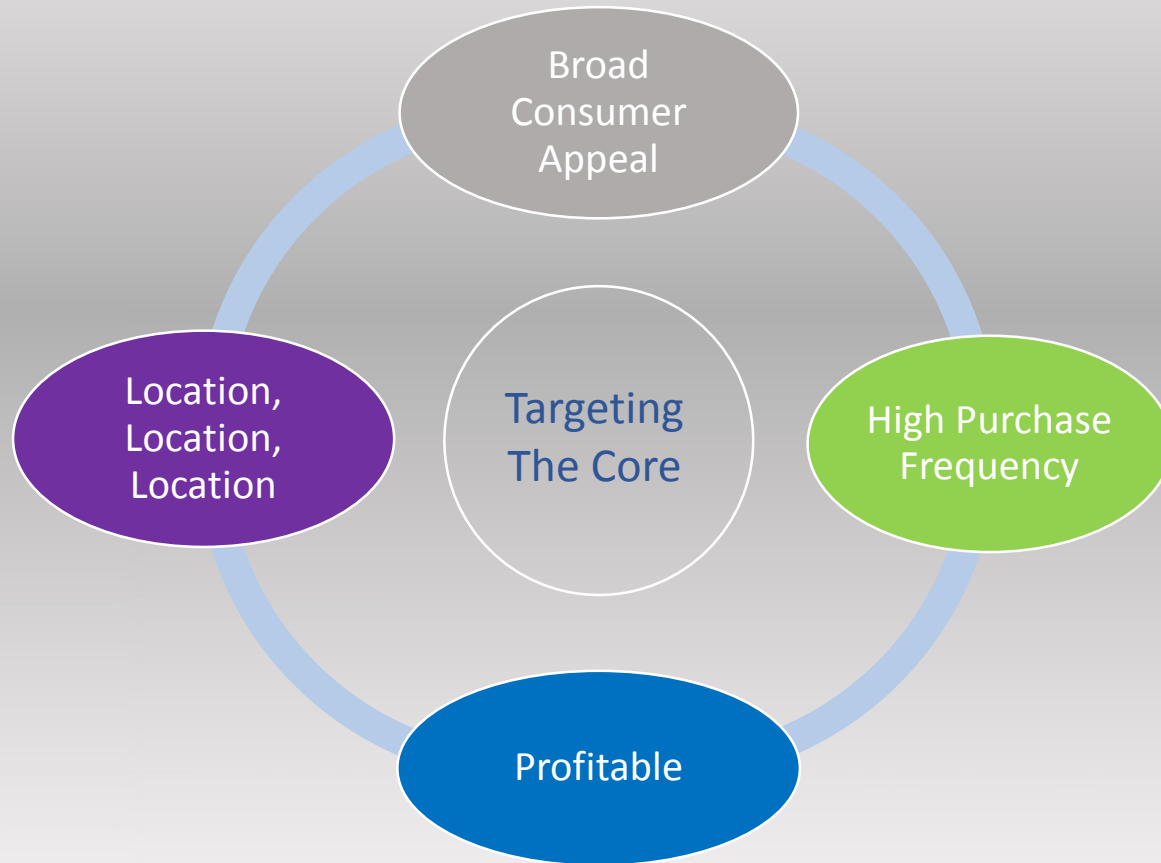 Broad
Consumer
Appeal
Location,
Location,
Location
Targeting
The Core
High Purchase
Frequency
Profitable